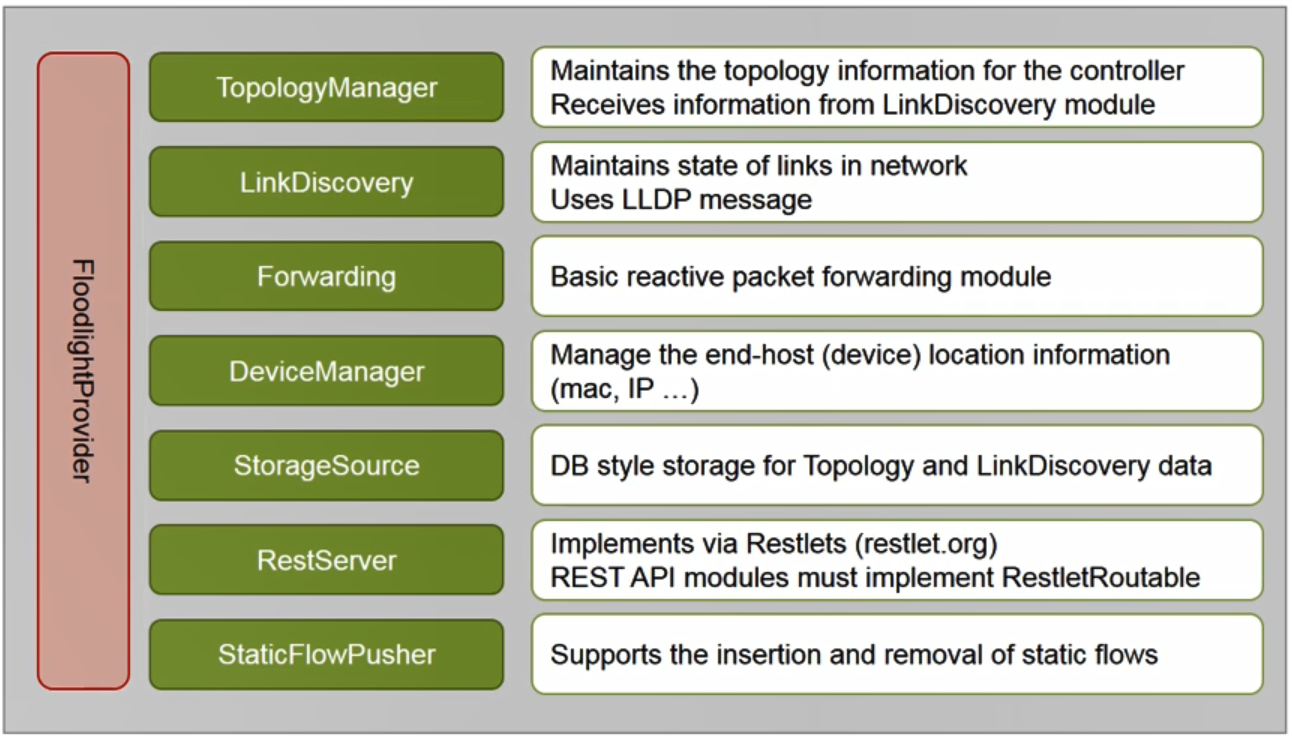 FloodlightProvider
TopologyManager
Maintains the topology information for the controller
Receives information from LinkDiscovery module
LinkDiscovery
Maintains state of links in network
Uses LLDP message
Forwarding
Basic reactive packet forwarding module
DeviceManager
Manage the end-host (device) location information
(mac, IP …)
StorageSource
DB style storage for Topology and LinkDiscovery data
RestServer
Implements via Restlets (restlet.org)
REST API modules must implement RestletRoutable
StaticFlowPusher
Supports the insertion and removal of static flows